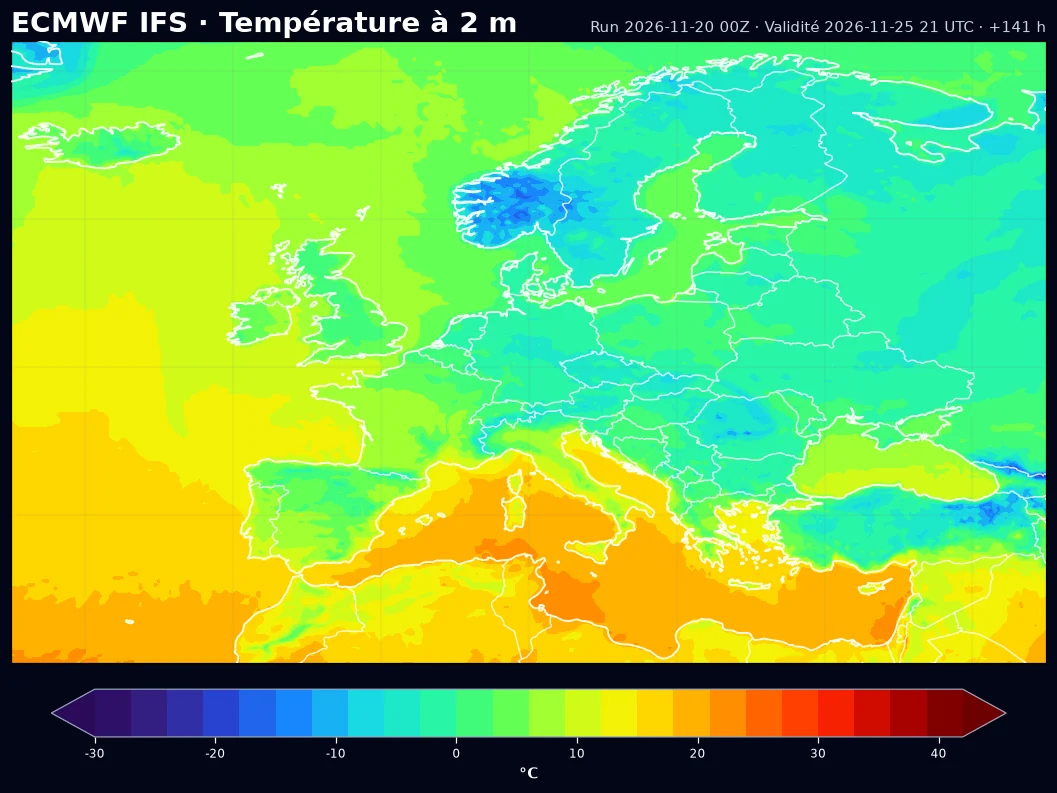 ECMWF IFS · Température à 2 m
Run 2026-11-20 00Z · Validité 2026-11-25 21 UTC · +141 h
-30 -20 -10 0 10 20 30 40
°C